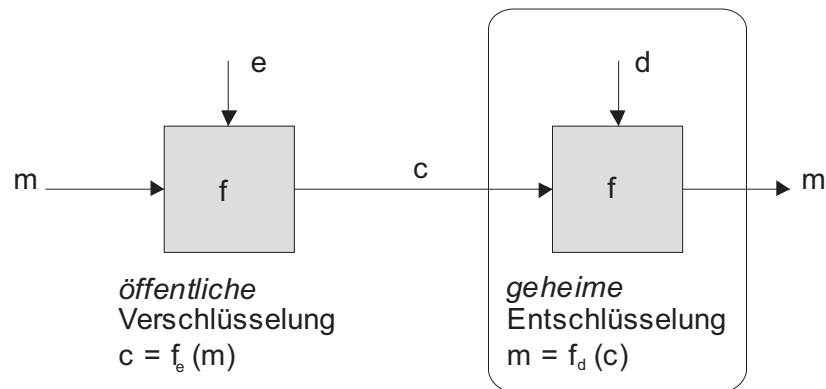 e
d
m
f
c
f
m
öffentliche
Verschlüsselung
c = fe (m)
geheime
Entschlüsselung
m = fd (c)